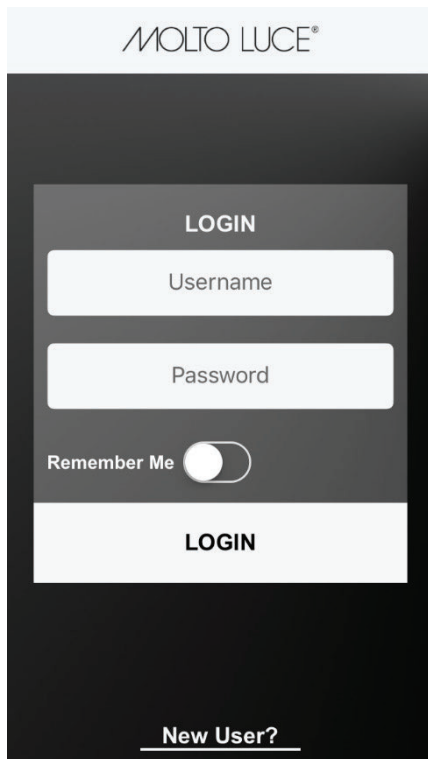 MOLTO LUCE®
LOGIN
Username
Password
Remember Me
LOGIN
New User?